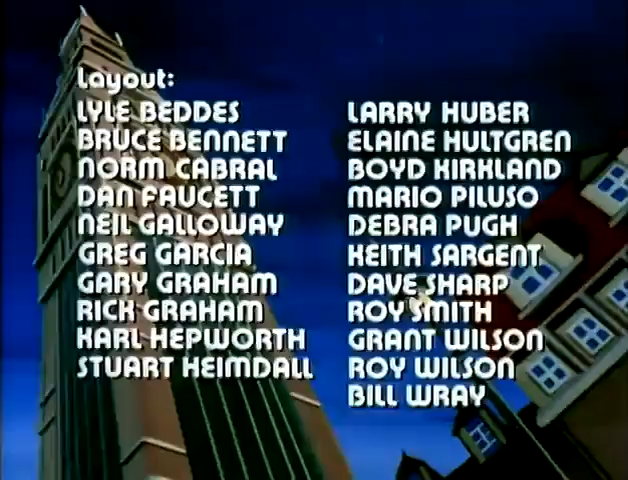 Layout:
LYLE BEDDES
BRUCE BENNETT
NORM CABRAL
DAN FAUCETT
NEIL GALLOWAY
GREG GARCIA
GARY GRAHAM
RICK GRAHAM
KARL HEPWORTH
STUART HEIMDALL
LARRY HUBER
ELAINE HULTGREN
BOYD KIRKLAND
MARIO PILUSO
DEBRA PUGH
KEITH SARGENT
DAVE SHARP
ROY SMITH
GRANT WILSON
ROY WILSON
BILL WRAY